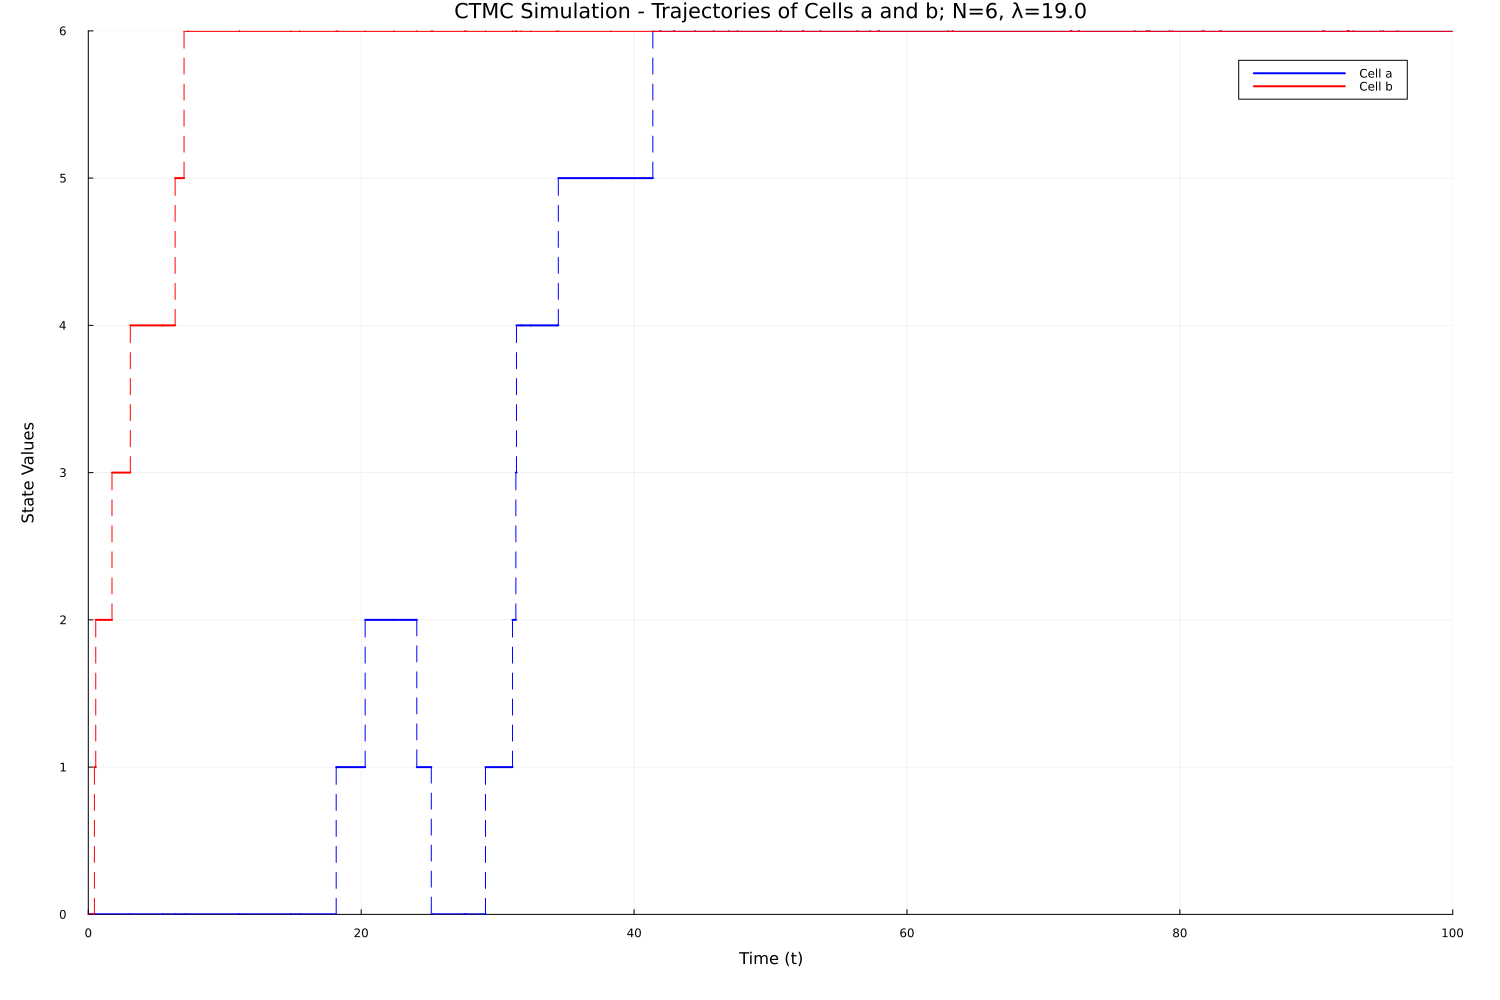 CTMC Simulation - Trajectories of Cells a and b; N=6, λ=19.0
6
5
4
3
2
1
0
State Values
Cell a
Cell b
0 20 40 60 80 100
Time (t)